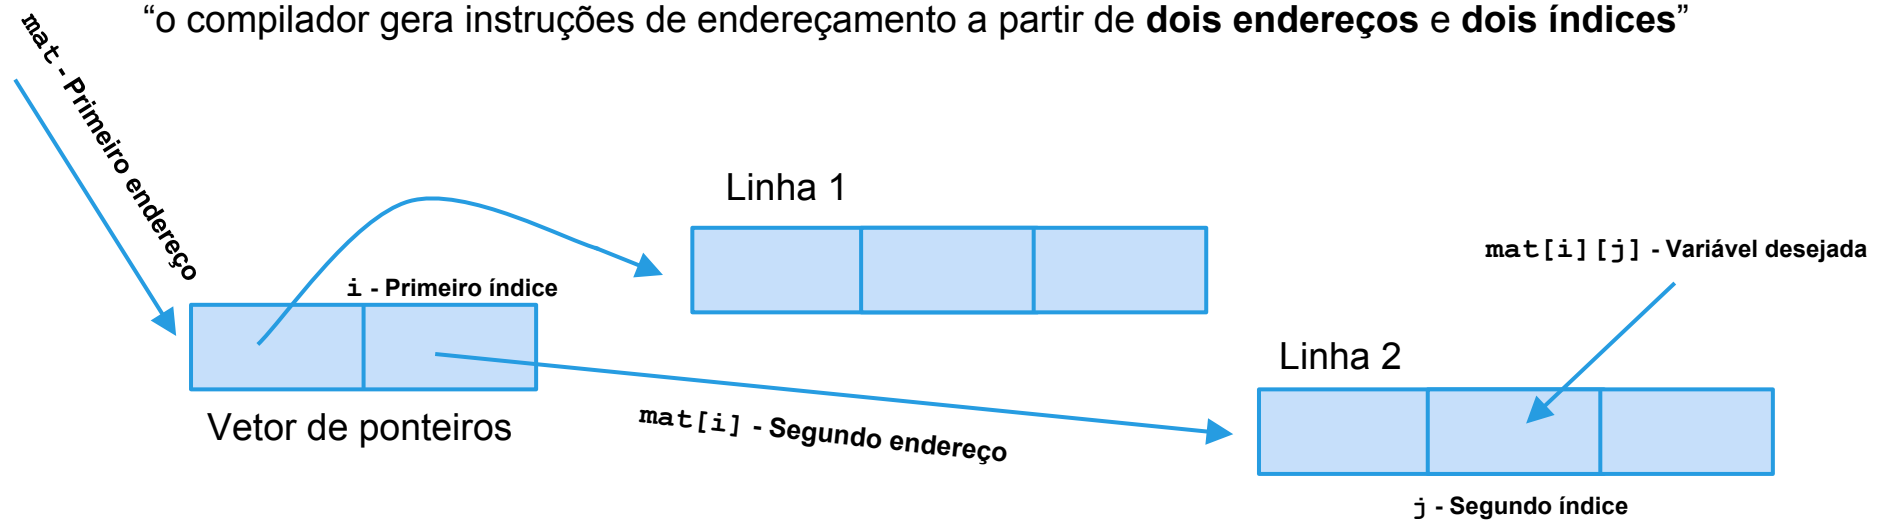 “o compilador gera instruções de endereçamento a partir de dois endereços e dois índices”
mat - Primeiro endereço
Linha 1
mat[i][j] - Variável desejada
i - Primeiro índice
Linha 2
Vetor de ponteiros
mat[i] - Segundo endereço
j - Segundo índice